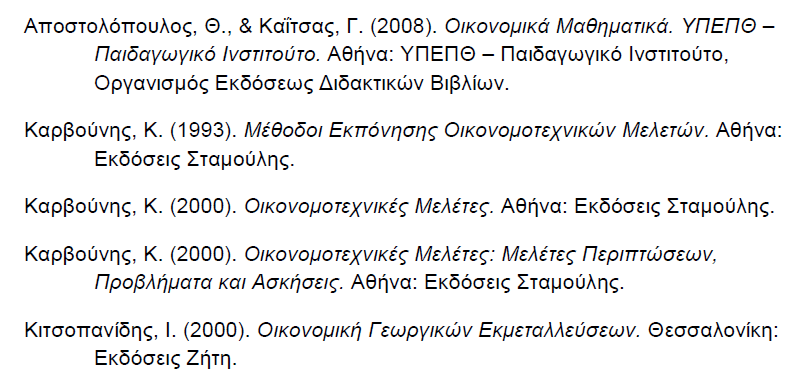 Αποστολόπουλος, Θ., & Καΐτσας, Γ. (2008). Οικονομικά Μαθηματικά. ΥΠΕΠΘ –
Παιδαγωγικό Ινστιτούτο. Αθήνα: ΥΠΕΠΘ – Παιδαγωγικό Ινστιτούτο,
Οργανισμός Εκδόσεως Διδακτικών Βιβλίων.
Καρβούνης, Κ. (1993). Μέθοδοι Εκπόνησης Οικονομοτεχνικών Μελετών. Αθήνα:
Εκδόσεις Σταμούλης.
Καρβούνης, Κ. (2000). Οικονομοτεχνικές Μελέτες. Αθήνα: Εκδόσεις Σταμούλης.
Καρβούνης, Κ. (2000). Οικονομοτεχνικές Μελέτες: Μελέτες Περιπτώσεων,
Προβλήματα και Ασκήσεις. Αθήνα: Εκδόσεις Σταμούλης.
Κιτσοπανίδης, Ι. (2000). Οικονομική Γεωργικών Εκμεταλλεύσεων. Θεσσαλονίκη:
Εκδόσεις Ζήτη.